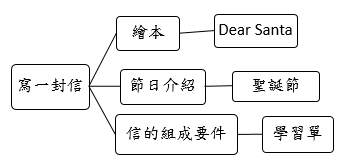 寫一封信
繪本
Dear Santa
節日介紹
聖誕節
信的組成要件
學習單